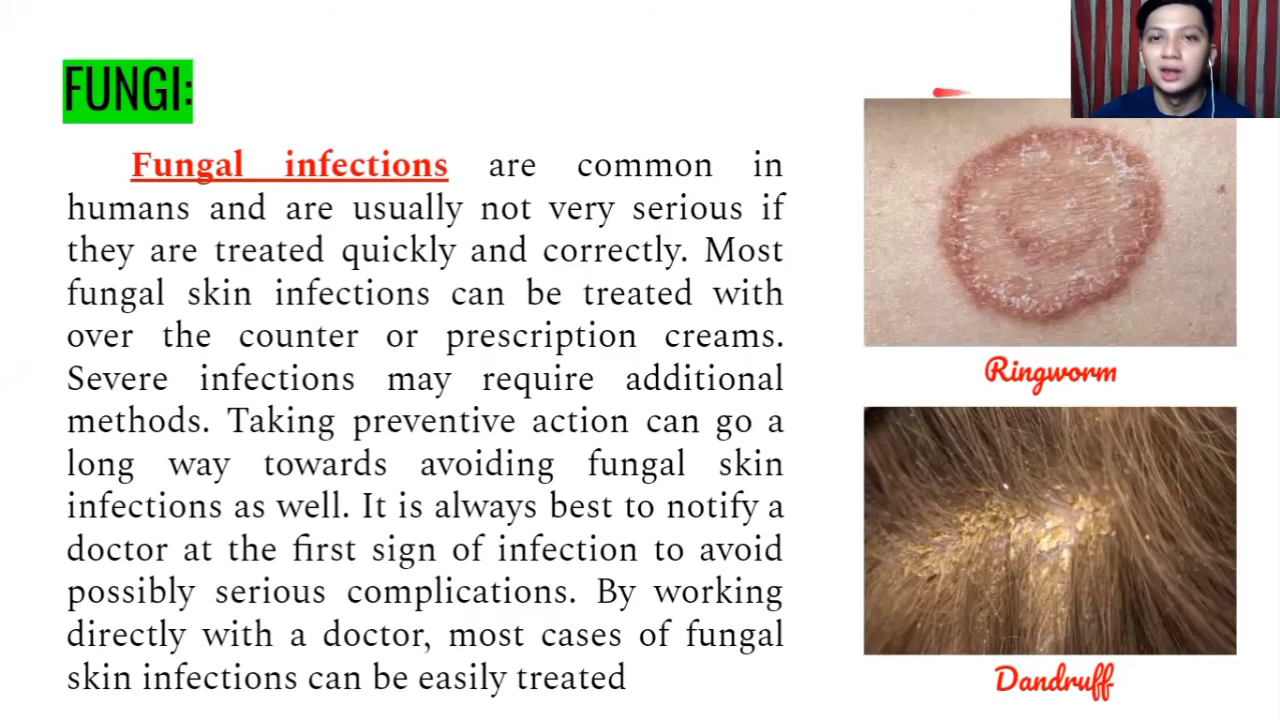 FUNGI:
Fungal infections are common in
humans and are usually not very serious if
they are treated quickly and correctly. Most
fungal skin infections can be treated with
over the counter or prescription creams.
Severe infections may require additional
methods. Taking preventive action can go a
long way towards avoiding fungal skin
infections as well. It is always best to notify a
doctor at the first sign of infection to avoid
possibly serious complications. By working
directly with a doctor, most cases of fungal
skin infections can be easily treated
Ringworm
Dandruff